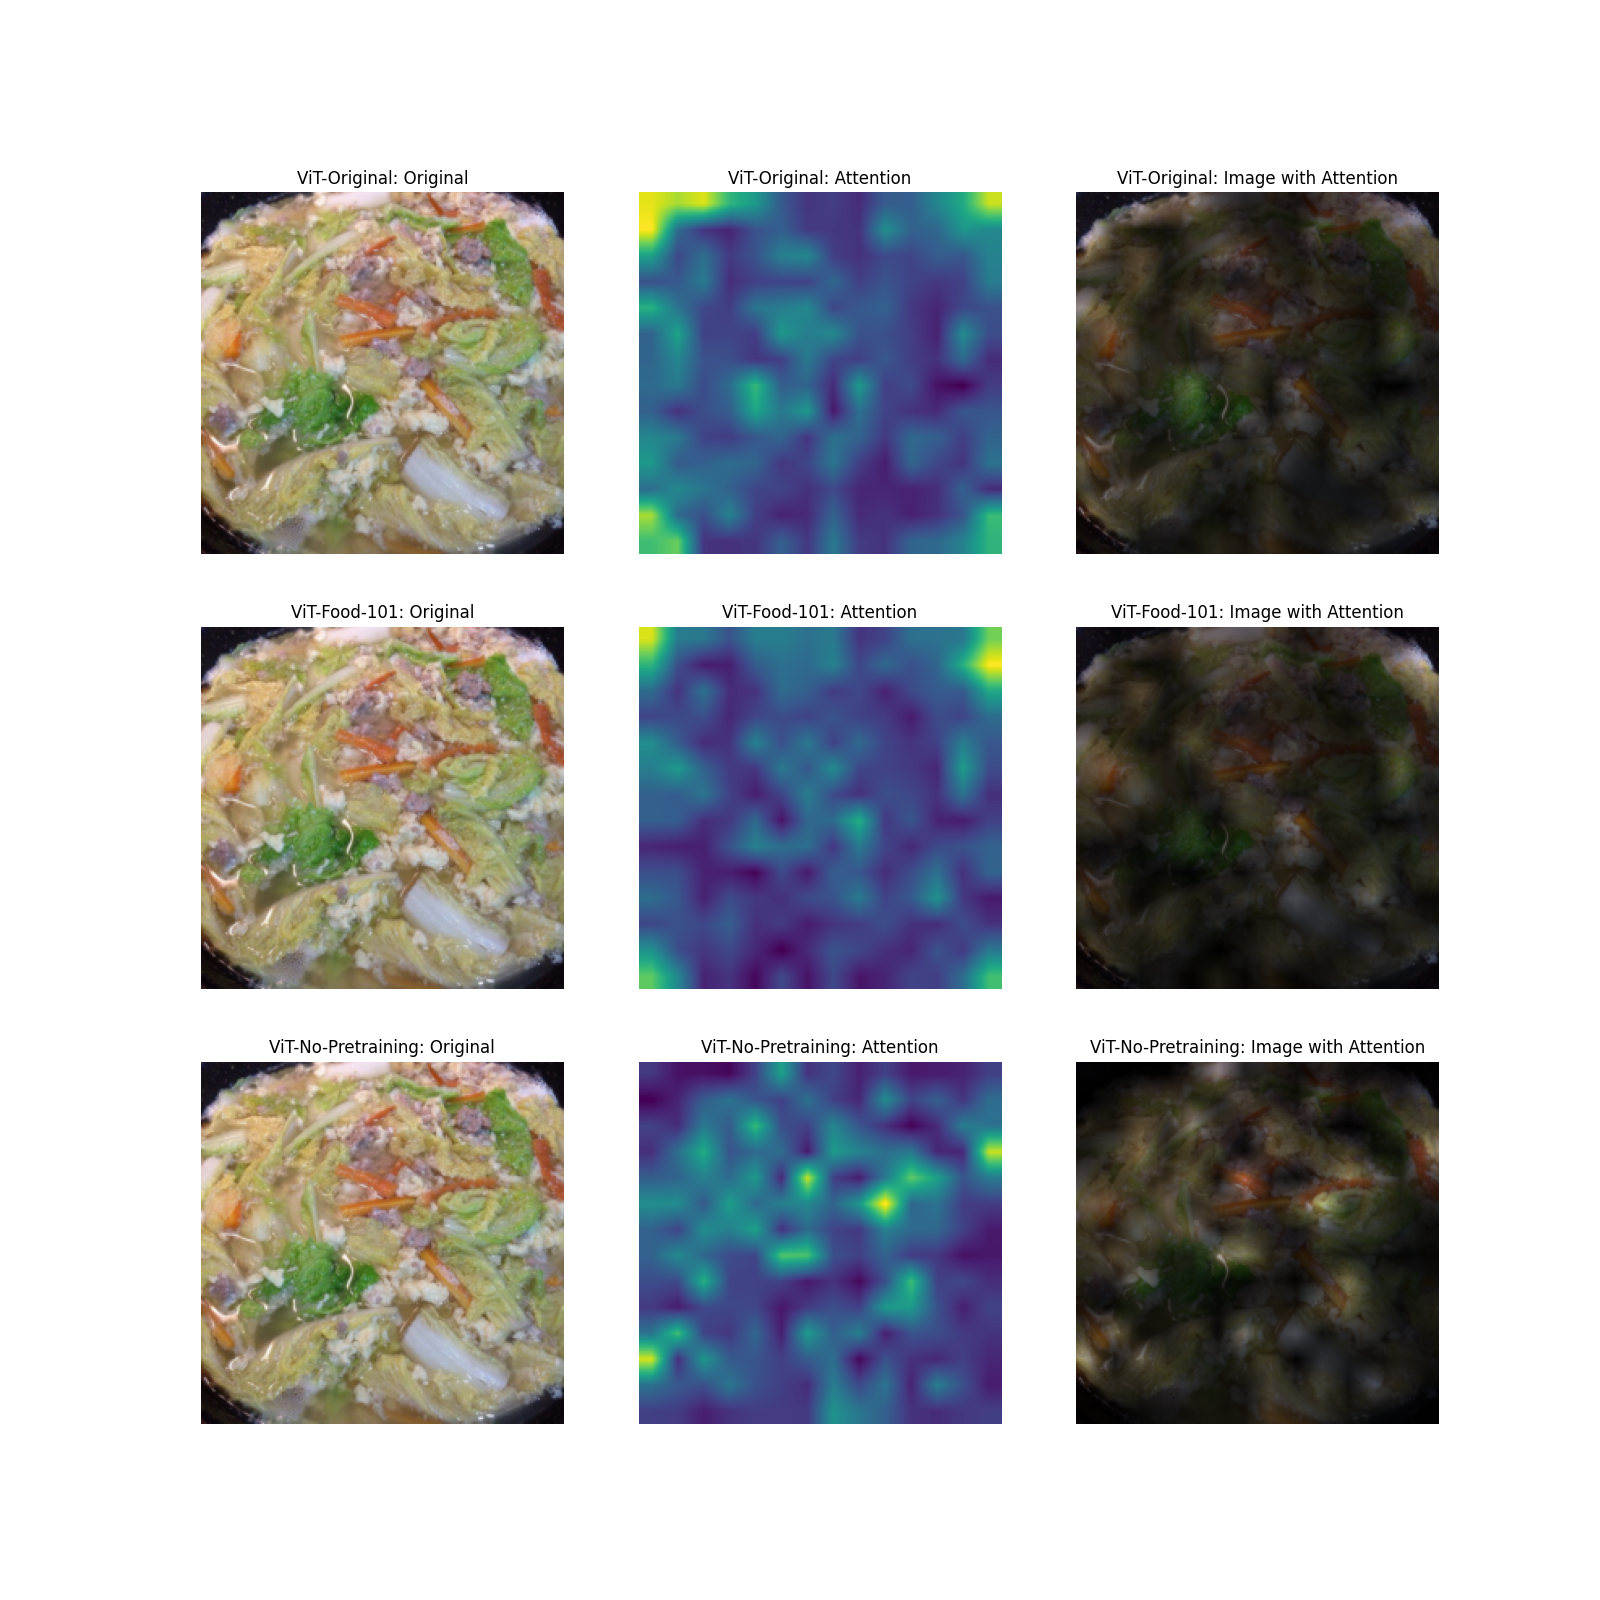 ViT-Original: Original
ViT-Original: Attention
ViT-Original: Image with Attention
ViT-Food-101: Original
ViT-Food-101: Attention
ViT-Food-101: Image with Attention
ViT-No-Pretraining: Original
ViT-No-Pretraining: Attention
ViT-No-Pretraining: Image with Attention